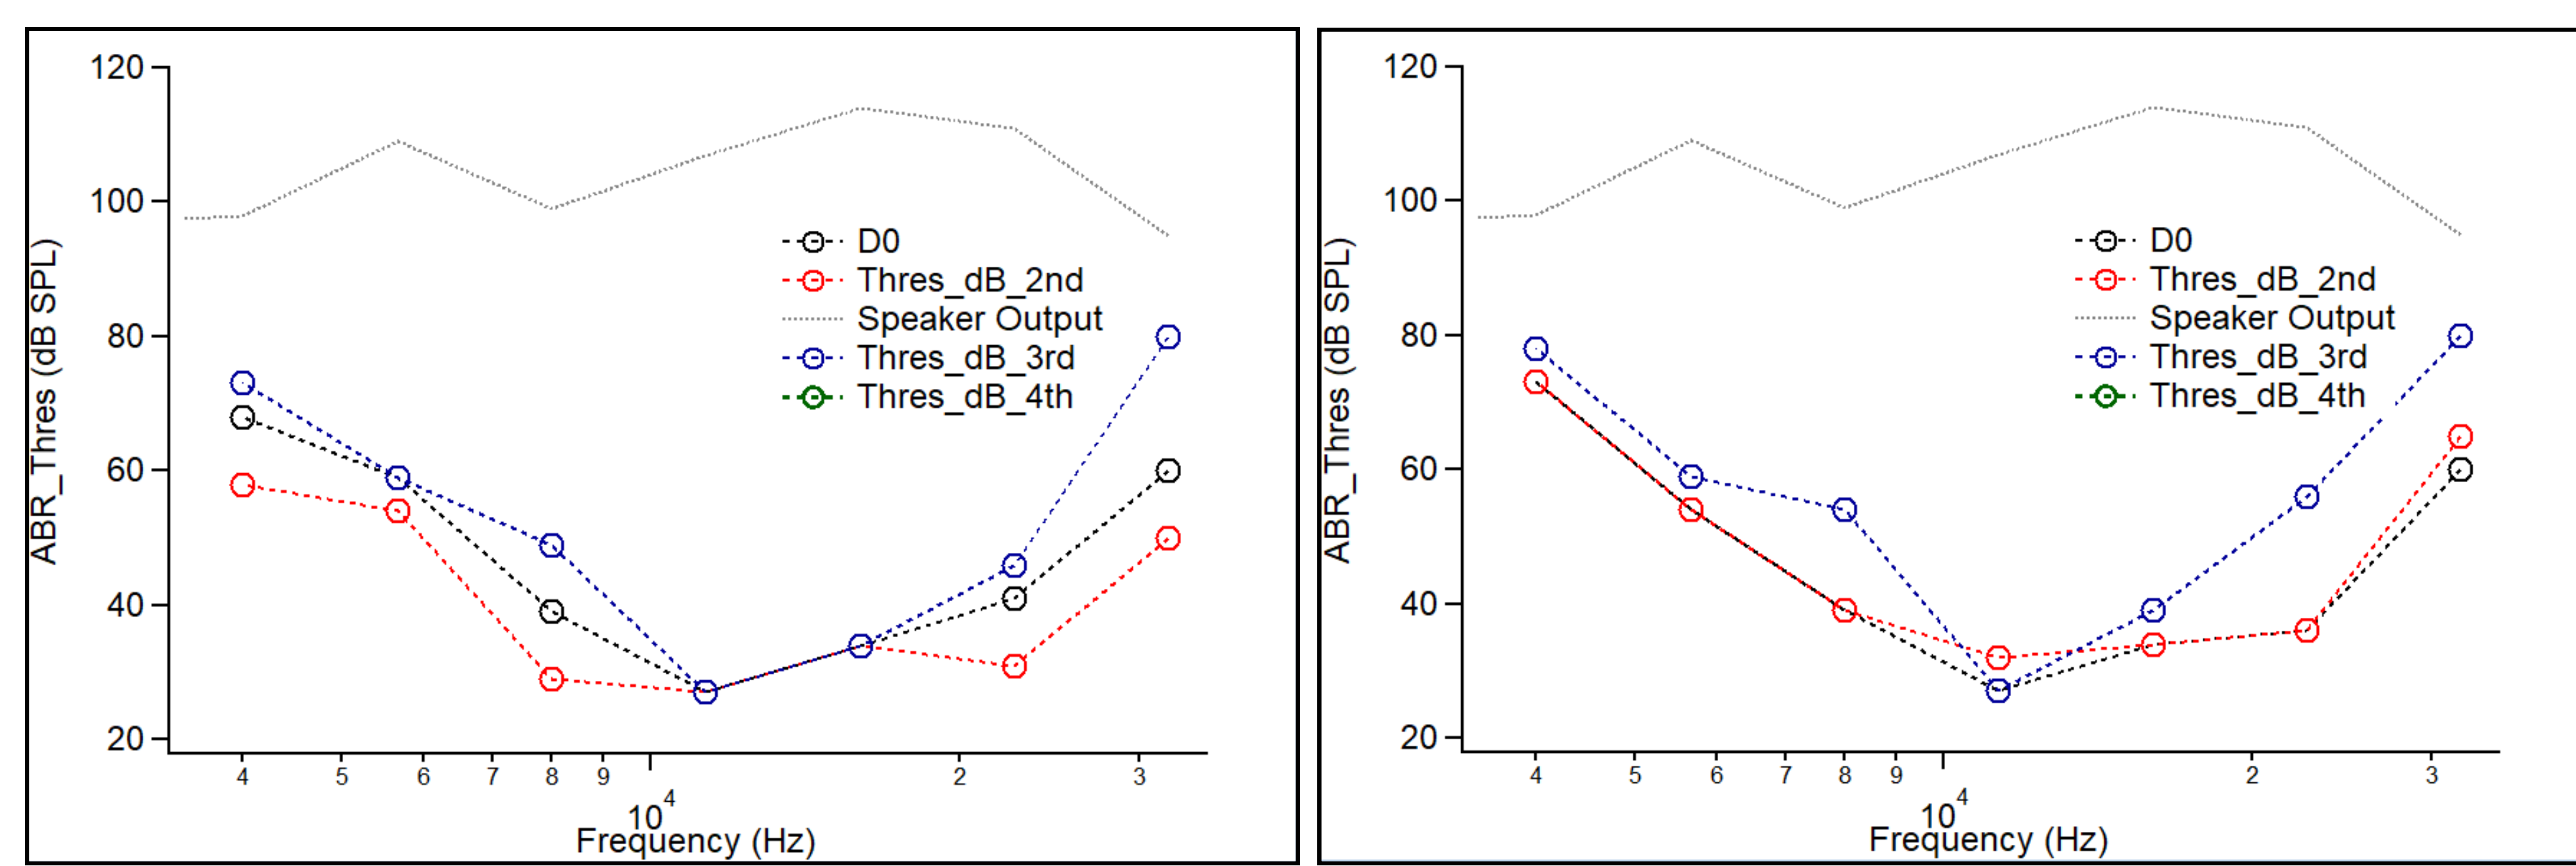 120
100
80
60
40
20
ABR_Thres (dB SPL)
D0
Thres_dB_2nd
Speaker Output
Thres_dB_3rd
Thres_dB_4th
4 5 6 7 8 9 2 3
10^4
Frequency (Hz)
120
100
80
60
40
20
ABR_Thres (dB SPL)
D0
Thres_dB_2nd
Speaker Output
Thres_dB_3rd
Thres_dB_4th
4 5 6 7 8 9 2 3
10^4
Frequency (Hz)